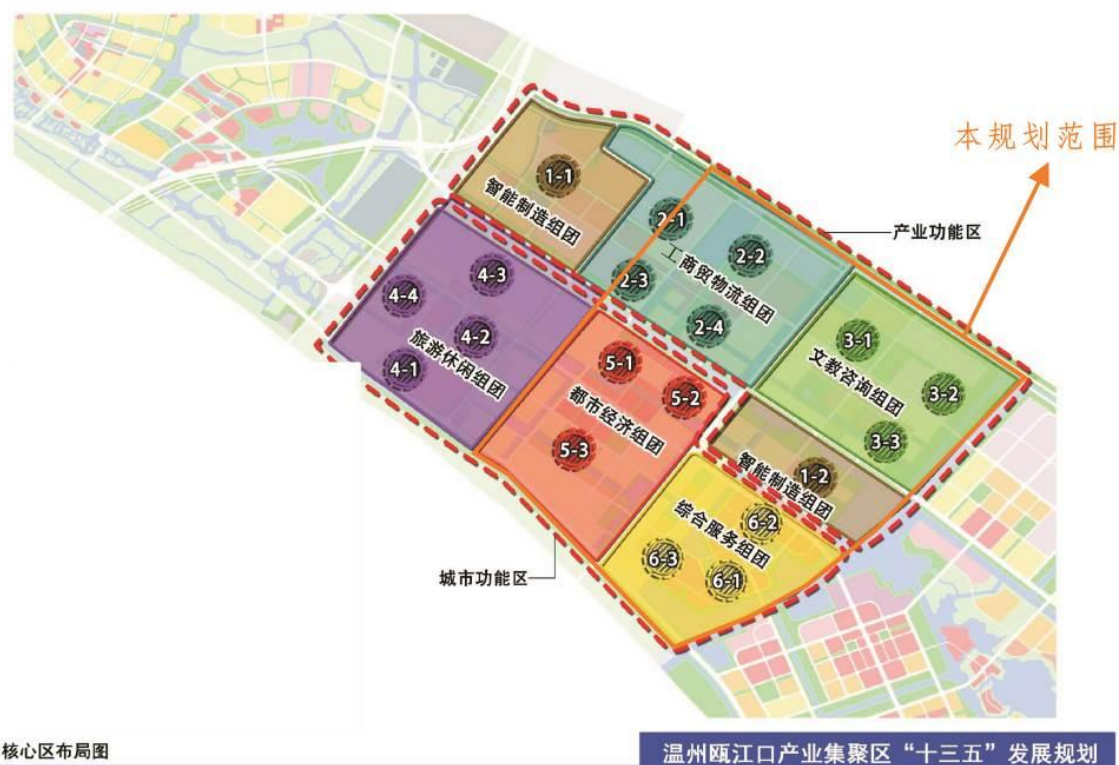 本规划范围
1-1
智能制造组团
2-1
产业功能区
2-2
工商贸物流组团
4-3
2-3
4-4
2-4
3-1
4-2
旅游休闲组团
文教咨询组团
5-1
4-1
3-2
5-2
都市经济组团
3-3
5-3
1-2
智能制造组团
6-2
综合服务组团
6-3
城市功能区
6-1
核心区布局图
温州瓯江口产业集聚区“十三五”发展规划